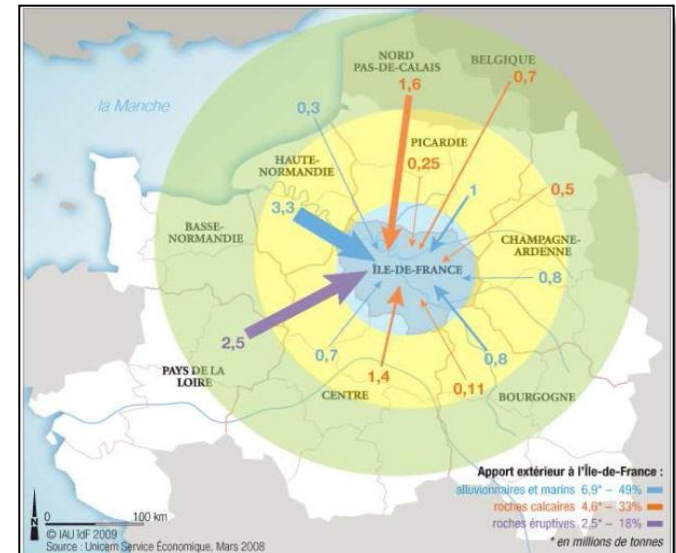 NORD
PAS-DE-CALAIS
1,6
BELGIQUE
0,7
la Manche
0,3
PICARDIE
0,25
HAUTE-
NORMANDIE
1
0,5
3,3
BASSE-
NORMANDIE
CHAMPAGNE-
ARDENNE
ÎLE-DE-FRANCE
0,8
2,5
0,7
0,8
PAYS DE LA
LOIRE
1,4
0,11
CENTRE
BOURGOGNE
Apport extérieur à l'Île-de-France :
alluvionnaires et marins 6,9* – 49%
roches calcaires 4,6* – 33%
roches éruptives 2,5* – 18%
* en millions de tonnes
N
0 100 km
© IAU îdF 2009
Source : Unicem Service Économique, Mars 2008